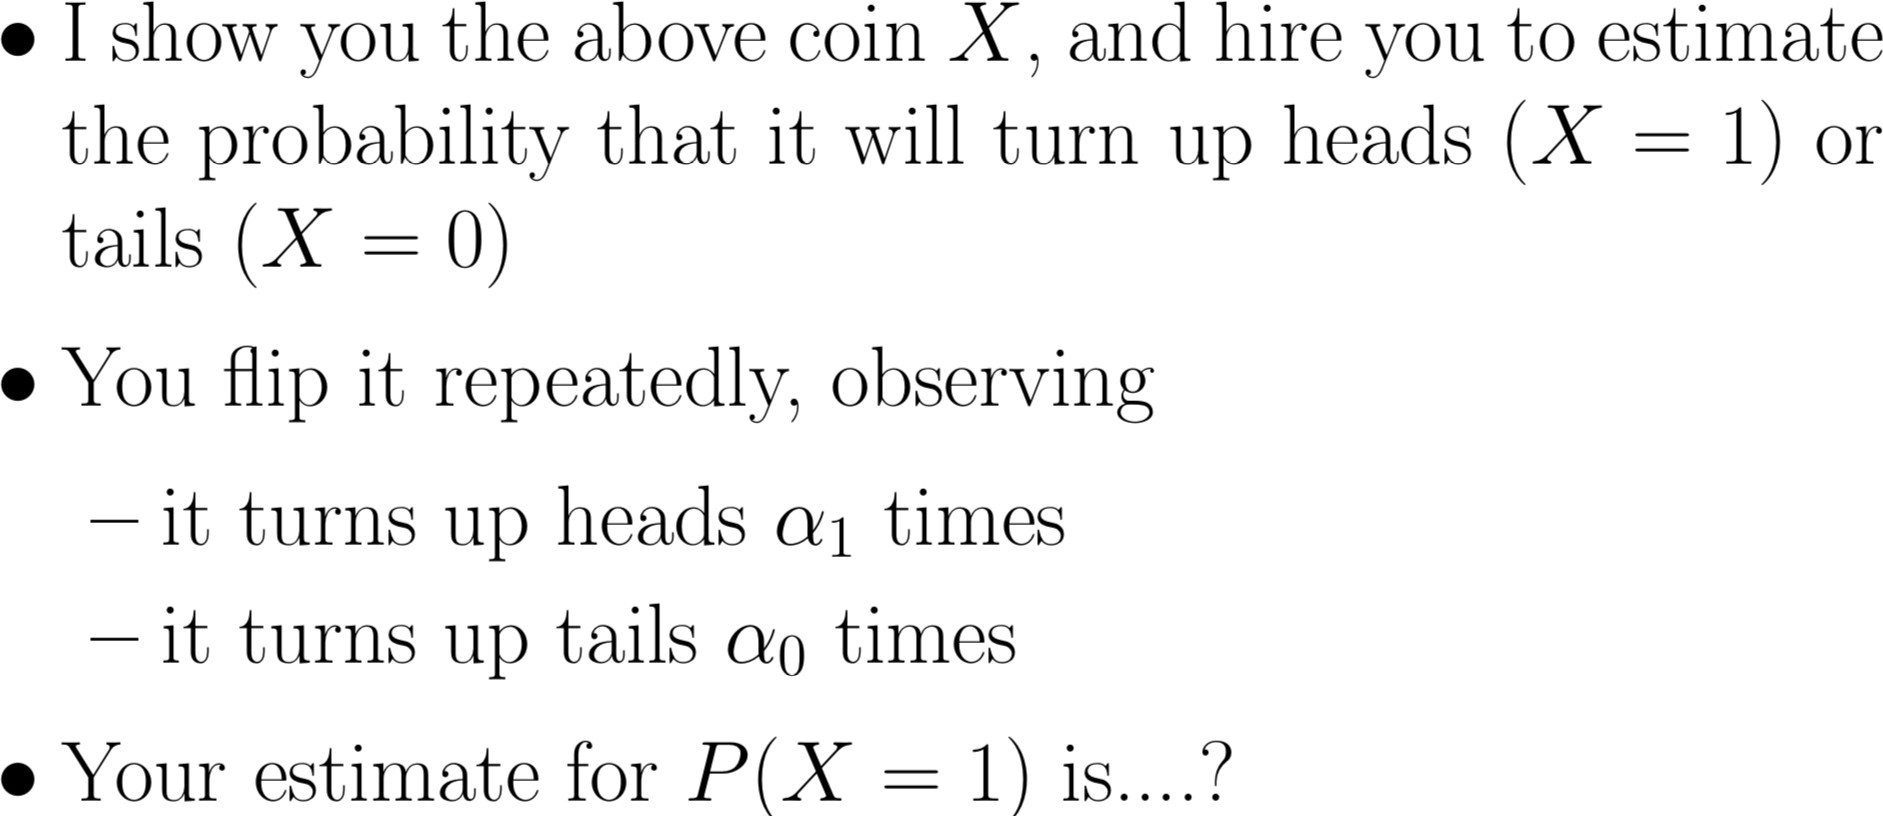 • I show you the above coin X, and hire you to estimate
the probability that it will turn up heads (X = 1) or
tails (X = 0)
• You flip it repeatedly, observing
– it turns up heads α₁ times
– it turns up tails α₀ times
• Your estimate for P(X = 1) is....?